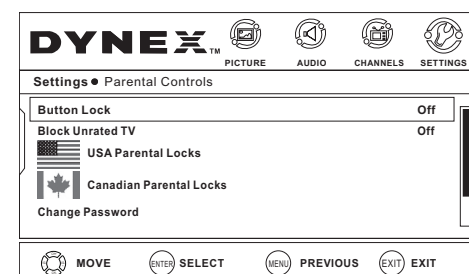 DYNEX™
PICTURE AUDIO CHANNELS SETTINGS
Settings ● Parental Controls
Button Lock Off
Block Unrated TV Off
USA Parental Locks
Canadian Parental Locks
Change Password
MOVE ENTER SELECT MENU PREVIOUS EXIT EXIT